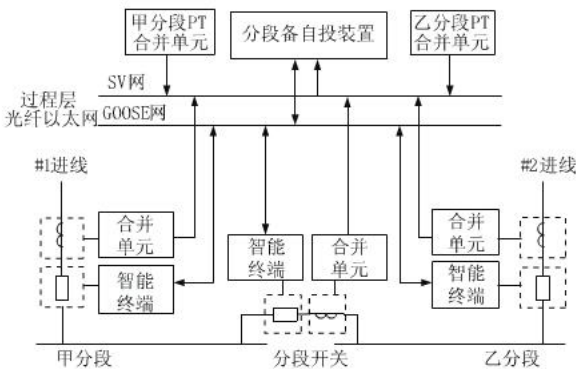 甲分段PT
合并单元
分段备自投装置
乙分段PT
合并单元
SV网
过程层
光纤以太网
GOOSE网
#1进线
#2进线
合并
单元
智能
终端
智能
终端
合并
单元
合并
单元
智能
终端
甲分段
分段开关
乙分段